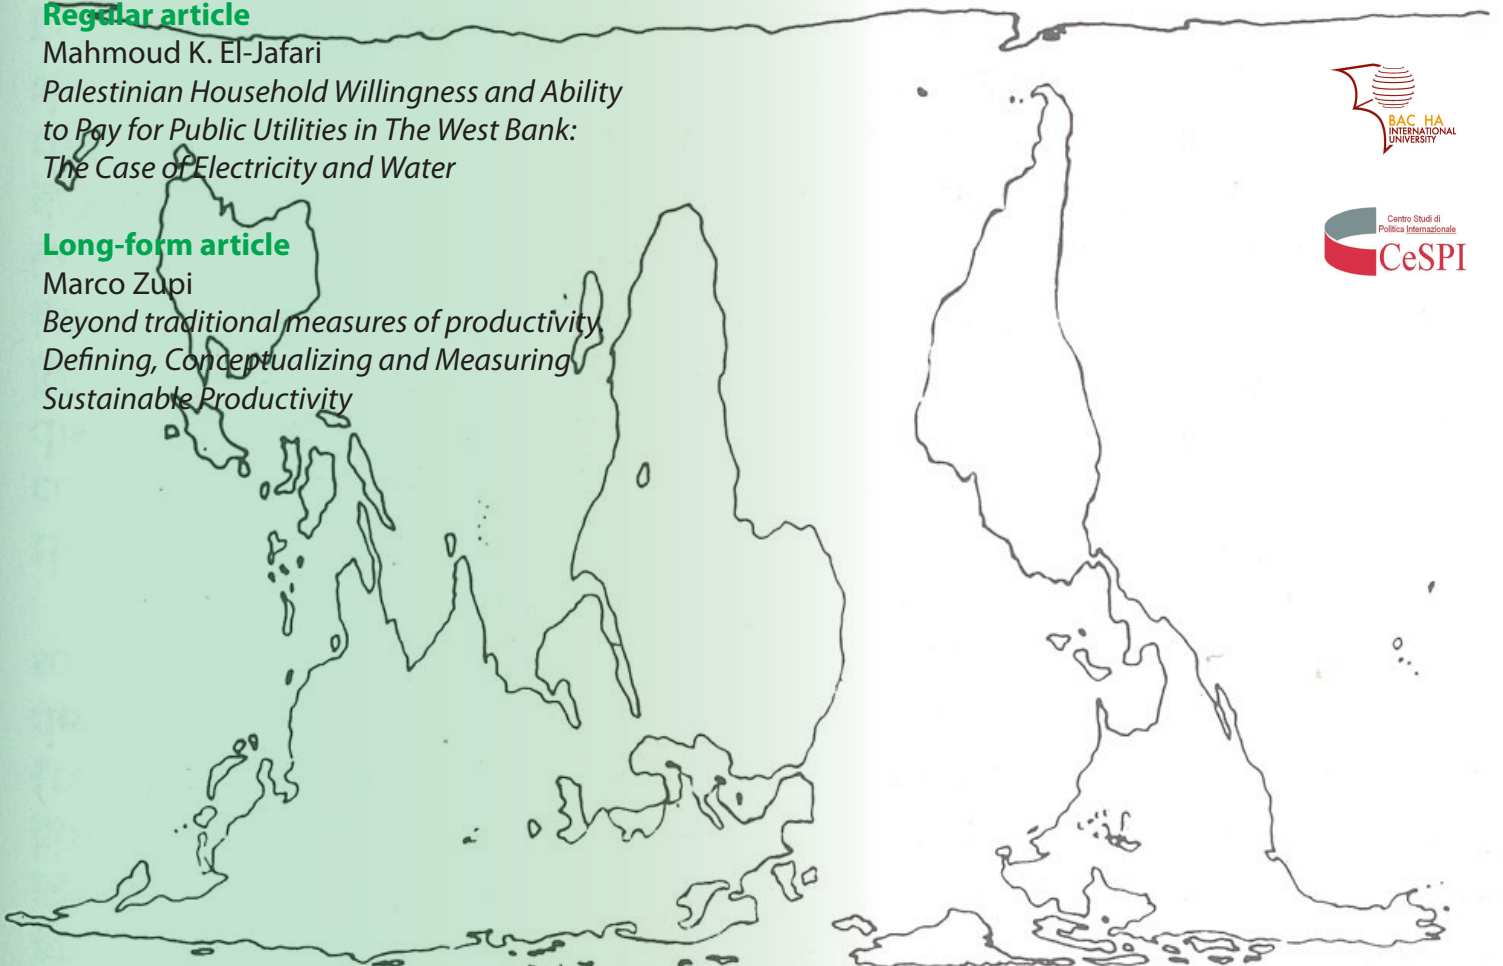 Regular article
Mahmoud K. El-Jafari
Palestinian Household Willingness and Ability
to Pay for Public Utilities in The West Bank:
The Case of Electricity and Water
Long-form article
Marco Zupi
Beyond traditional measures of productivity.
Defining, Conceptualizing and Measuring
Sustainable Productivity
BAC HA
INTERNATIONAL
UNIVERSITY
Centro Studi di
Politica Internazionale
CeSPI